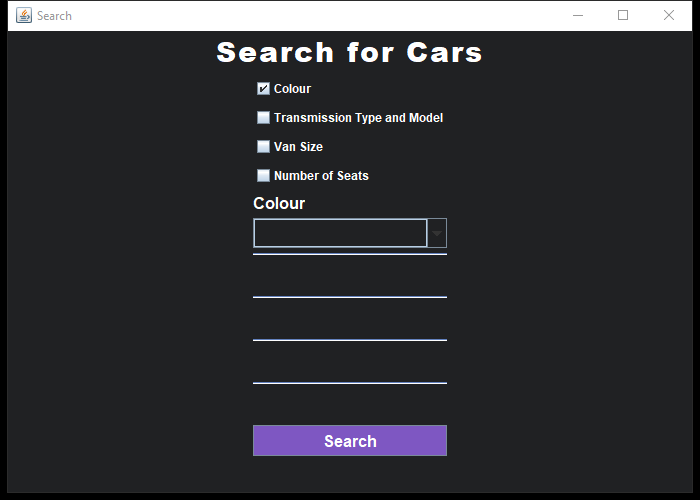 Search
Search for Cars
Colour
Transmission Type and Model
Van Size
Number of Seats
Colour
Search